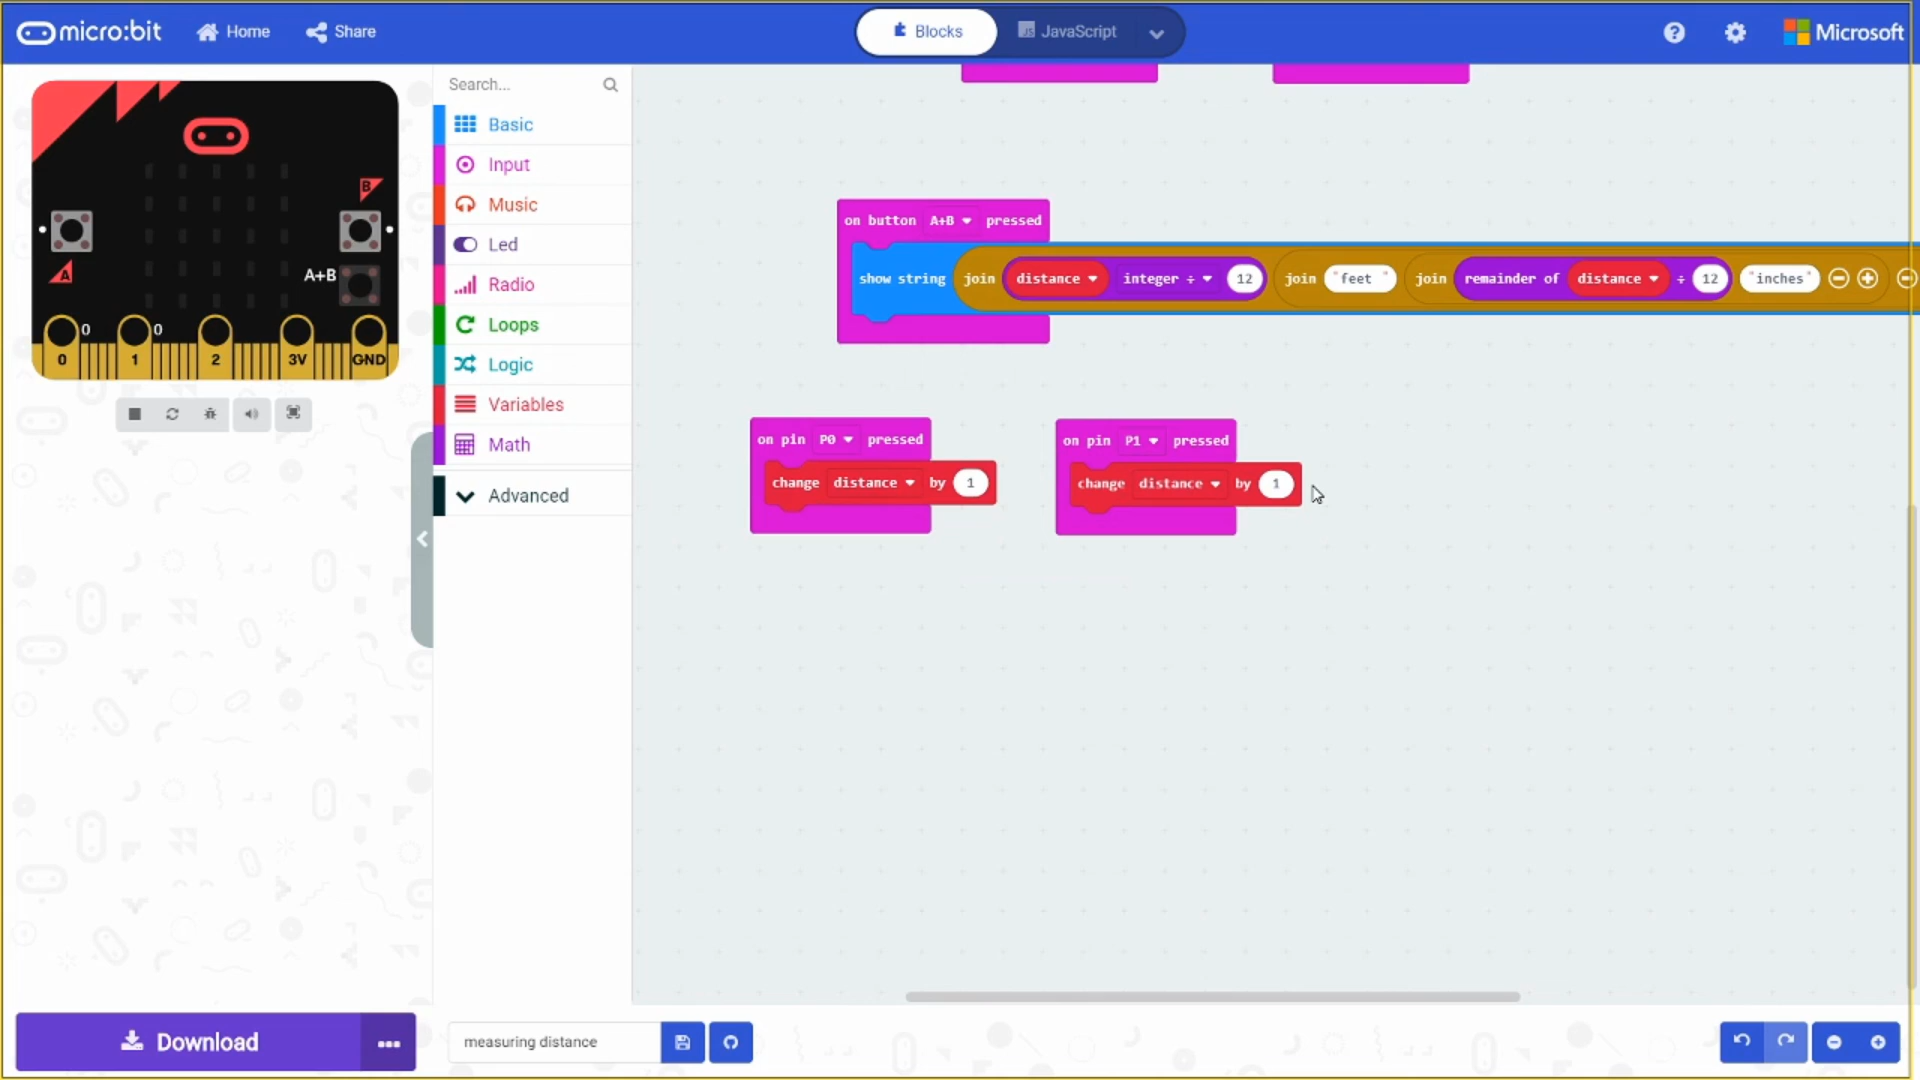 micro:bit Home Share Blocks JavaScript Microsoft
Search...
Basic
Input
Music
Led
Radio
Loops
Logic
Variables
Math
Advanced
B
A
A+B
0 0
0 1 2 3V GND
on button A+B pressed
show string join distance integer ÷ 12 join "feet " join remainder of distance ÷ 12 "inches"
on pin P0 pressed
change distance by 1
on pin P1 pressed
change distance by 1
Download
measuring distance